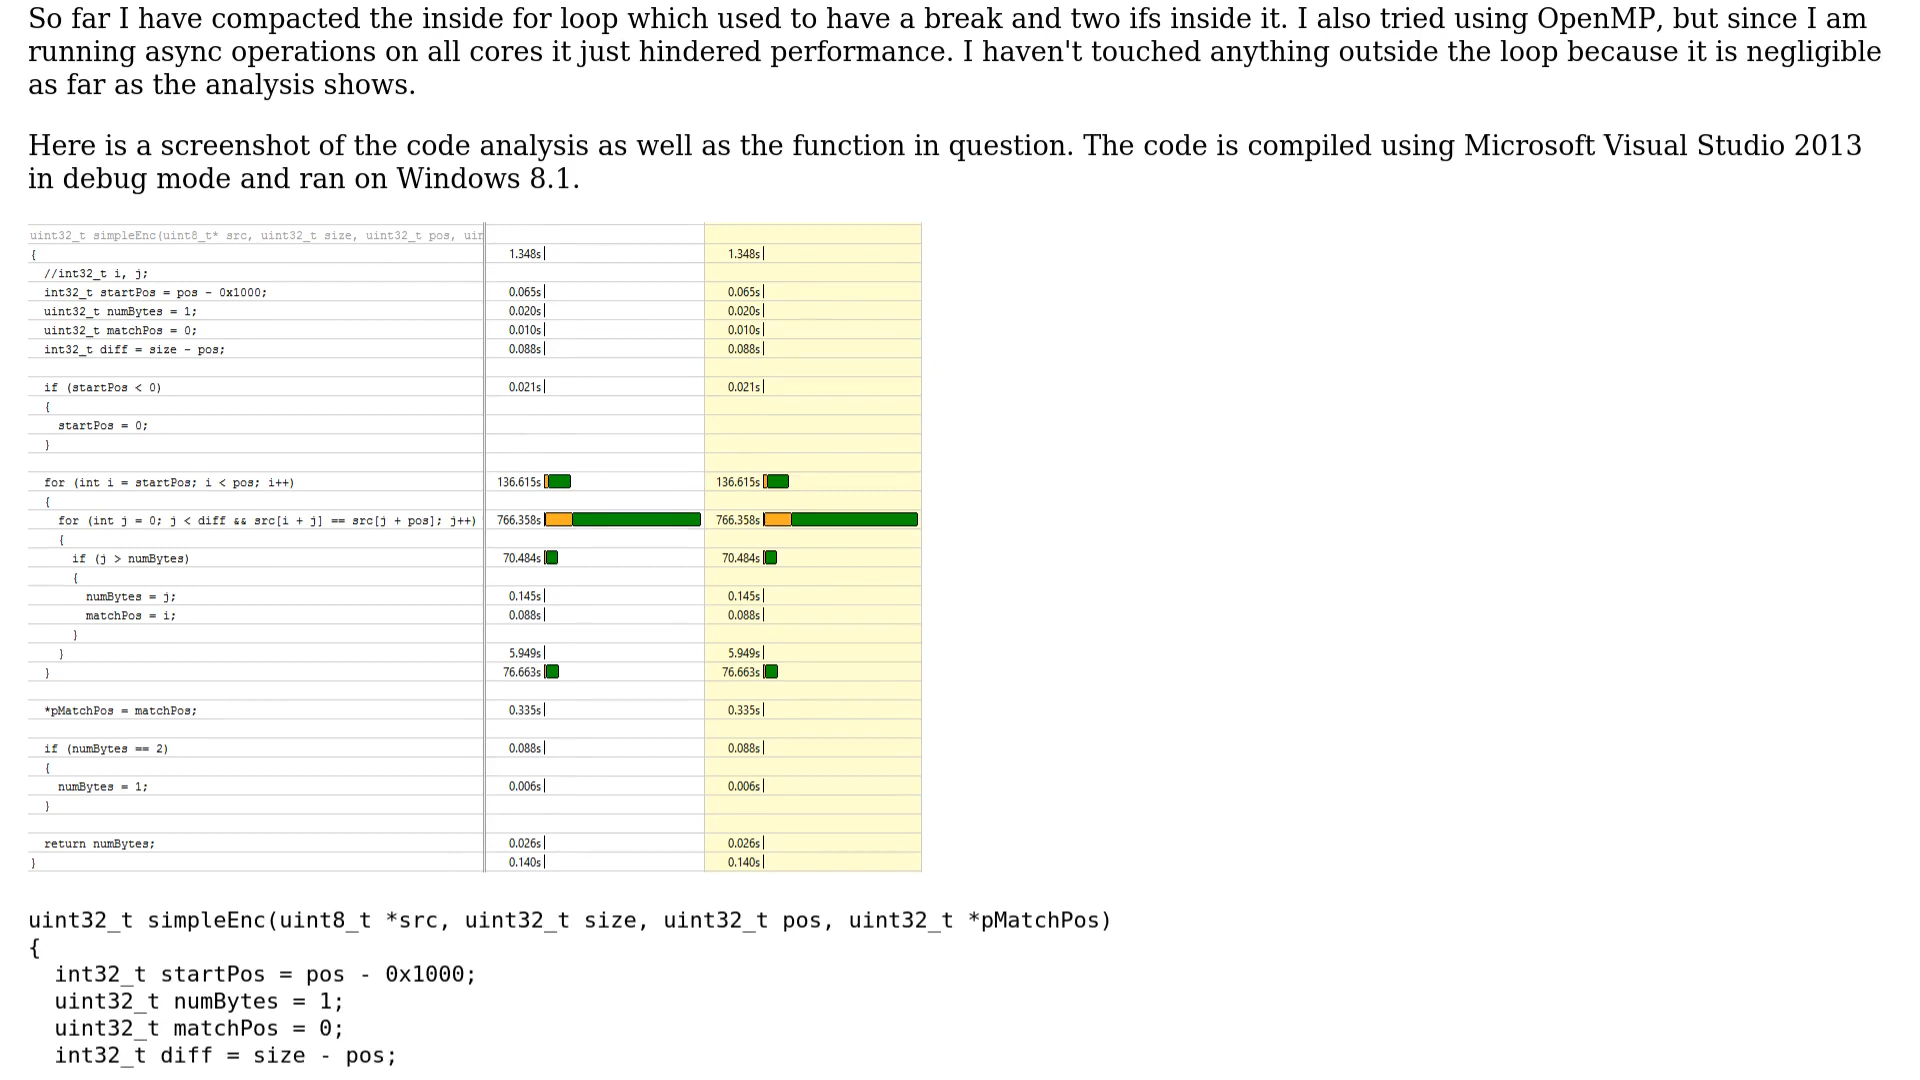 So far I have compacted the inside for loop which used to have a break and two ifs inside it. I also tried using OpenMP, but since I am
running async operations on all cores it just hindered performance. I haven't touched anything outside the loop because it is negligible
as far as the analysis shows.
Here is a screenshot of the code analysis as well as the function in question. The code is compiled using Microsoft Visual Studio 2013
in debug mode and ran on Windows 8.1.
uint32_t simpleEnc(uint8_t* src, uint32_t size, uint32_t pos, uin
{ 1.348s 1.348s
//int32_t i, j;
int32_t startPos = pos - 0x1000; 0.065s 0.065s
uint32_t numBytes = 1; 0.020s 0.020s
uint32_t matchPos = 0; 0.010s 0.010s
int32_t diff = size - pos; 0.088s 0.088s
if (startPos < 0) 0.021s 0.021s
{
startPos = 0;
}
for (int i = startPos; i < pos; i++) 136.615s 136.615s
{
for (int j = 0; j < diff && src[i + j] == src[j + pos]; j++) 766.358s 766.358s
{
if (j > numBytes) 70.484s 70.484s
{
numBytes = j; 0.145s 0.145s
matchPos = i; 0.088s 0.088s
}
} 5.949s 5.949s
} 76.663s 76.663s
*pMatchPos = matchPos; 0.335s 0.335s
if (numBytes == 2) 0.088s 0.088s
{
numBytes = 1; 0.006s 0.006s
}
return numBytes; 0.026s 0.026s
} 0.140s 0.140s
uint32_t simpleEnc(uint8_t *src, uint32_t size, uint32_t pos, uint32_t *pMatchPos)
{
int32_t startPos = pos - 0x1000;
uint32_t numBytes = 1;
uint32_t matchPos = 0;
int32_t diff = size - pos;